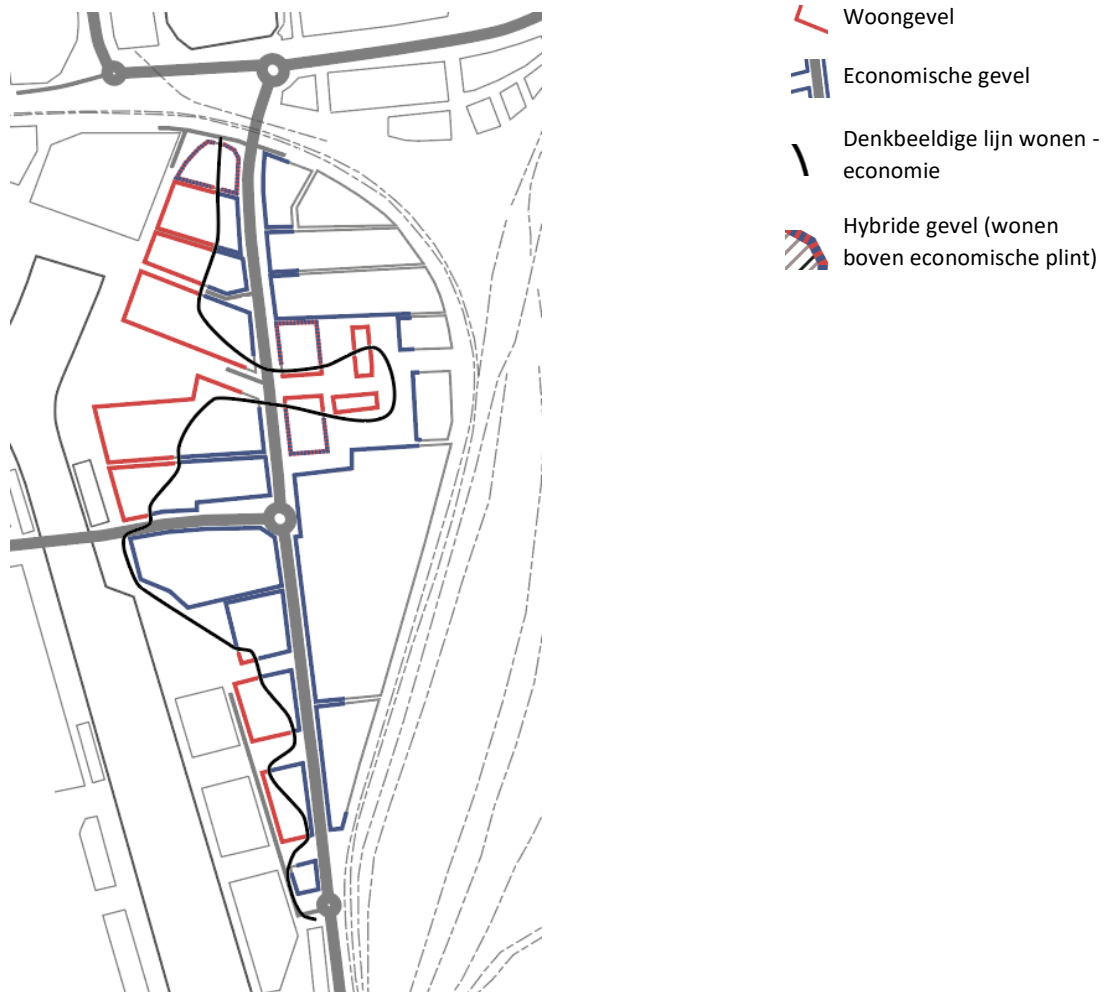 Woongevel
Economische gevel
Denkbeeldige lijn wonen -
economie
Hybride gevel (wonen
boven economische plint)